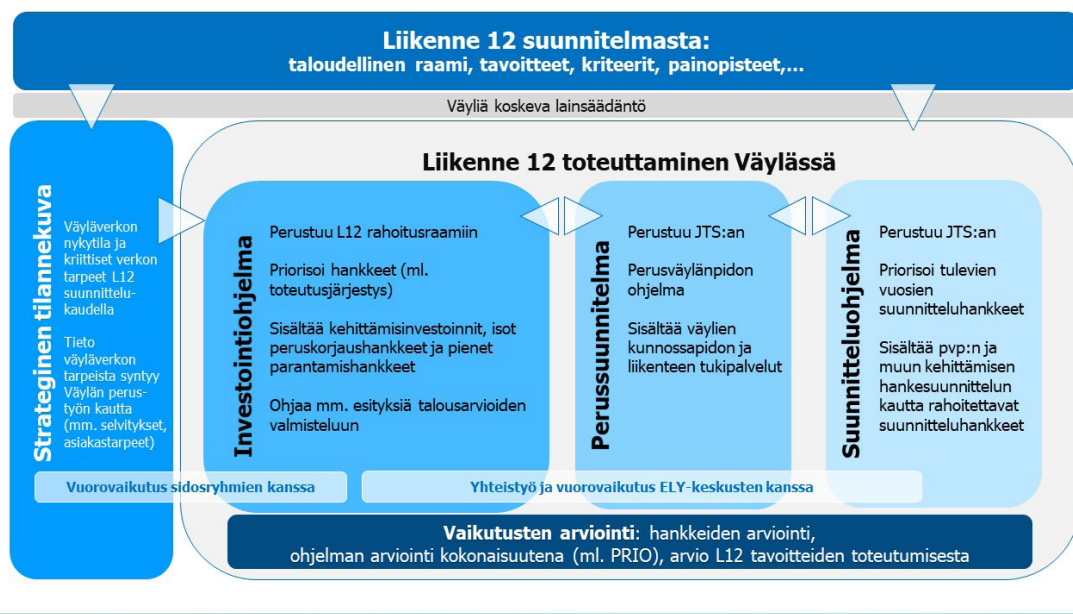 Liikenne 12 suunnitelmasta:
taloudellinen raami, tavoitteet, kriteerit, painopisteet,...
Väyliä koskeva lainsäädäntö
Strateginen tilannekuva
Väyläverkon
nykytila ja
kriittiset verkon
tarpeet L12
suunnittelu-
kaudella
Tieto
väyläverkon
tarpeista syntyy
Väylän perus-
työn kautta
(mm. selvitykset,
asiakastarpeet)
Liikenne 12 toteuttaminen Väylässä
Investointiohjelma
Perustuu L12 rahoitusraamiin
Priorisoi hankkeet (ml.
toteutusjärjestys)
Sisältää kehittämisinvestoinnit, isot
peruskorjaushankkeet ja pienet
parantamishankkeet
Ohjaa mm. esityksiä talousarvioiden
valmisteluun
Perussuunnitelma
Perustuu JTS:an
Perusväylänpidon
ohjelma
Sisältää väylien
kunnossapidon ja
liikenteen tukipalvelut
Suunnitteluohjelma
Perustuu JTS:an
Priorisoi tulevien
vuosien
suunnitteluhankkeet
Sisältää pvp:n ja
muun kehittämisen
hankesuunnittelun
kautta rahoitettavat
suunnitteluhankkeet
Vuorovaikutus sidosryhmien kanssa
Yhteistyö ja vuorovaikutus ELY-keskusten kanssa
Vaikutusten arviointi: hankkeiden arviointi,
ohjelman arviointi kokonaisuutena (ml. PRIO), arvio L12 tavoitteiden toteutumisesta